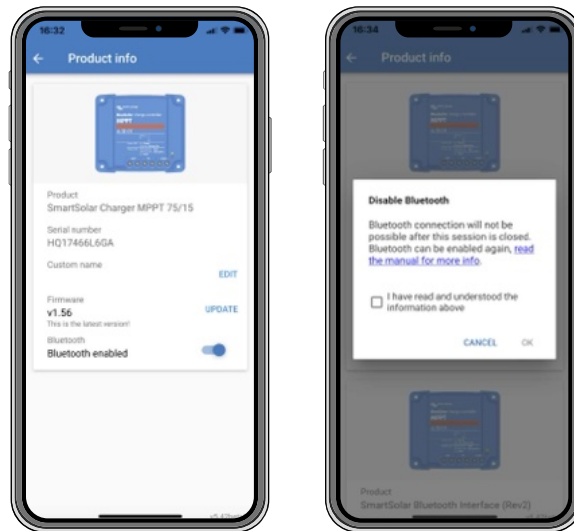 16:32
Product info
MPPT
Product
SmartSolar Charger MPPT 75/15
Serial number
HQ17466L6GA
Custom name
EDIT
Firmware
v1.56
UPDATE
This is the latest version!
Bluetooth
Bluetooth enabled
16:34
Product info
Disable Bluetooth
Bluetooth connection will not be
possible after this session is closed.
Bluetooth can be enabled again, read
the manual for more info.
I have read and understood the
information above
CANCEL
OK
Product
SmartSolar Bluetooth Interface (Rev2)